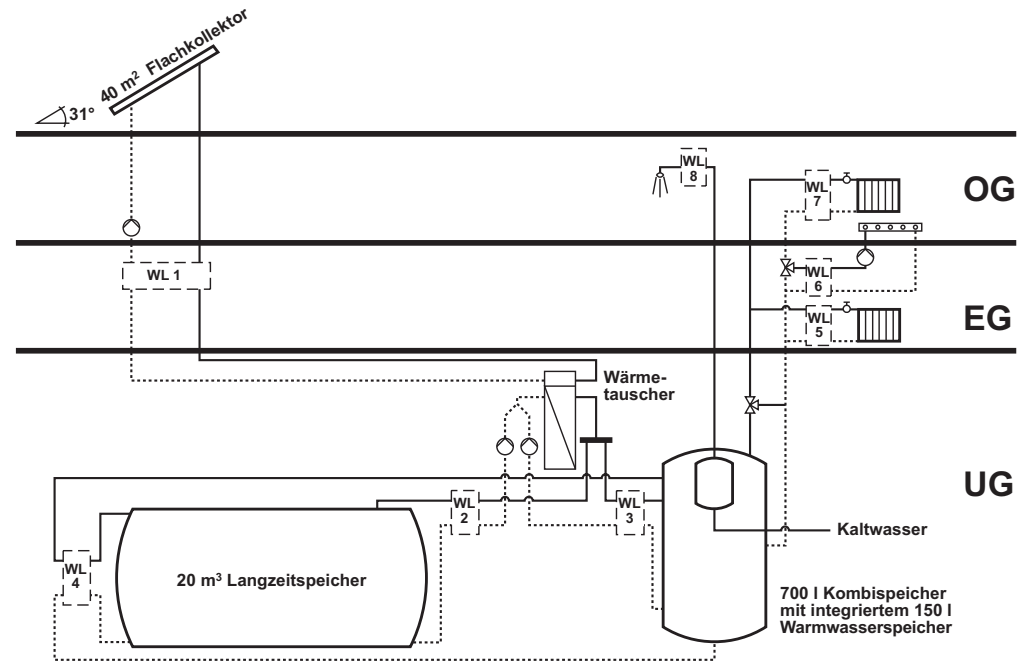 40 m² Flachkollektor
31°
WL
8
WL
7
OG
WL 1
WL
6
WL
5
EG
Wärme-
tauscher
UG
WL
2
WL
3
Kaltwasser
WL
4
20 m³ Langzeitspeicher
700 l Kombispeicher
mit integriertem 150 l
Warmwasserspeicher